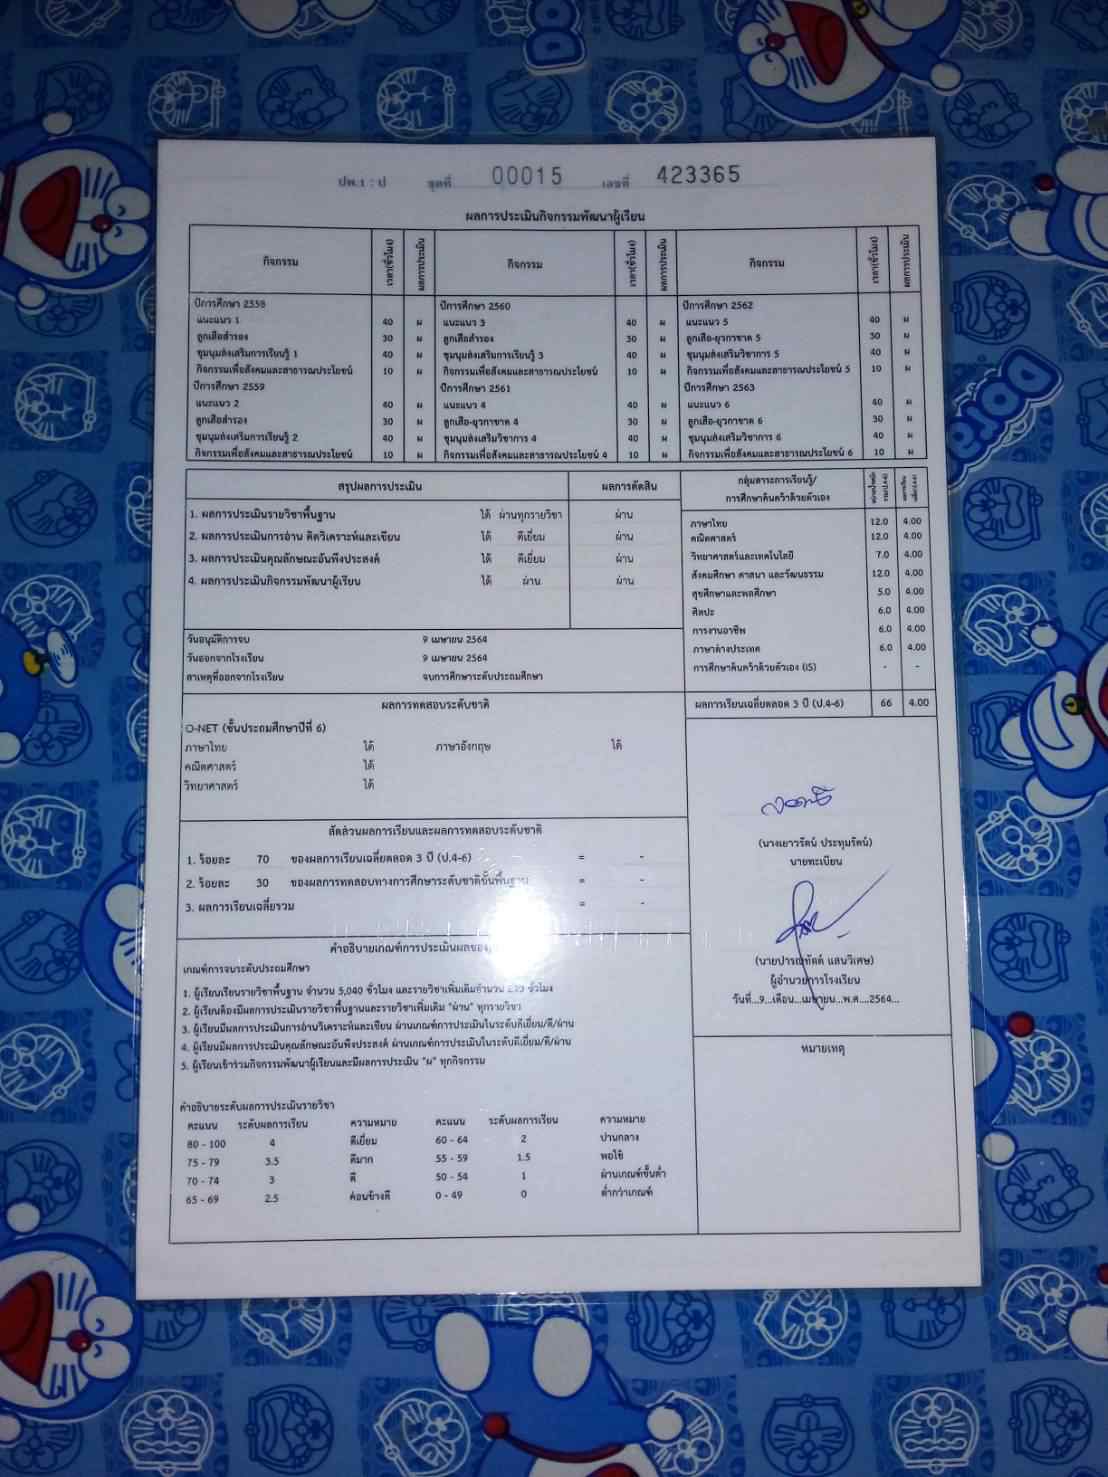 ปพ.1 : ป ชุดที่ 00015 เลขที่ 423365
ผลการประเมินกิจกรรมพัฒนาผู้เรียน
กิจกรรม เวลา(ชั่วโมง) ผลการประเมิน กิจกรรม เวลา(ชั่วโมง) ผลการประเมิน กิจกรรม เวลา(ชั่วโมง) ผลการประเมิน
ปีการศึกษา 2558 ปีการศึกษา 2560 ปีการศึกษา 2562
แนะแนว 1 40 ผ แนะแนว 3 40 ผ แนะแนว 5 40 ผ
ลูกเสือสำรอง 30 ผ ลูกเสือสำรอง 30 ผ ลูกเสือ-ยุวกาชาด 5 30 ผ
ชุมนุมส่งเสริมการเรียนรู้ 1 40 ผ ชุมนุมส่งเสริมการเรียนรู้ 3 40 ผ ชุมนุมส่งเสริมวิชาการ 5 40 ผ
กิจกรรมเพื่อสังคมและสาธารณประโยชน์ 10 ผ กิจกรรมเพื่อสังคมและสาธารณประโยชน์ 10 ผ กิจกรรมเพื่อสังคมและสาธารณประโยชน์ 5 10 ผ
ปีการศึกษา 2559 ปีการศึกษา 2561 ปีการศึกษา 2563
แนะแนว 2 40 ผ แนะแนว 4 40 ผ แนะแนว 6 40 ผ
ลูกเสือสำรอง 30 ผ ลูกเสือ-ยุวกาชาด 4 30 ผ ลูกเสือ-ยุวกาชาด 6 30 ผ
ชุมนุมส่งเสริมการเรียนรู้ 2 40 ผ ชุมนุมส่งเสริมวิชาการ 4 40 ผ ชุมนุมส่งเสริมวิชาการ 6 40 ผ
กิจกรรมเพื่อสังคมและสาธารณประโยชน์ 10 ผ กิจกรรมเพื่อสังคมและสาธารณประโยชน์ 4 10 ผ กิจกรรมเพื่อสังคมและสาธารณประโยชน์ 6 10 ผ
สรุปผลการประเมิน ผลการตัดสิน
1. ผลการประเมินรายวิชาพื้นฐาน ได้ ผ่านทุกรายวิชา ผ่าน
2. ผลการประเมินการอ่าน คิดวิเคราะห์และเขียน ได้ ดีเยี่ยม ผ่าน
3. ผลการประเมินคุณลักษณะอันพึงประสงค์ ได้ ดีเยี่ยม ผ่าน
4. ผลการประเมินกิจกรรมพัฒนาผู้เรียน ได้ ผ่าน ผ่าน
วันอนุมัติการจบ 9 เมษายน 2564
วันออกจากโรงเรียน 9 เมษายน 2564
สาเหตุที่ออกจากโรงเรียน จบการศึกษาระดับประถมศึกษา
ผลการทดสอบระดับชาติ
O-NET (ชั้นประถมศึกษาปีที่ 6)
ภาษาไทย ได้ ภาษาอังกฤษ ได้
คณิตศาสตร์ ได้
วิทยาศาสตร์ ได้
สัดส่วนผลการเรียนและผลการทดสอบระดับชาติ
1. ร้อยละ 70 ของผลการเรียนเฉลี่ยตลอด 3 ปี (ป.4-6) = -
2. ร้อยละ 30 ของผลการทดสอบทางการศึกษาระดับชาติขั้นพื้นฐาน = -
3. ผลการเรียนเฉลี่ยรวม = -
คำอธิบายเกณฑ์การประเมินผลของ
เกณฑ์การจบระดับประถมศึกษา
1. ผู้เรียนเรียนรายวิชาพื้นฐาน จำนวน 5,040 ชั่วโมง และรายวิชาเพิ่มเติมจำนวน ชั่วโมง
2. ผู้เรียนต้องมีผลการประเมินรายวิชาพื้นฐานและรายวิชาเพิ่มเติม "ผ่าน" ทุกรายวิชา
3. ผู้เรียนมีผลการประเมินการอ่านวิเคราะห์และเขียน ผ่านเกณฑ์การประเมินในระดับดีเยี่ยม/ดี/ผ่าน
4. ผู้เรียนมีผลการประเมินคุณลักษณะอันพึงประสงค์ ผ่านเกณฑ์การประเมินในระดับดีเยี่ยม/ดี/ผ่าน
5. ผู้เรียนเข้าร่วมกิจกรรมพัฒนาผู้เรียนและมีผลการประเมิน "ผ" ทุกกิจกรรม
คำอธิบายระดับผลการประเมินรายวิชา
คะแนน ระดับผลการเรียน ความหมาย คะแนน ระดับผลการเรียน ความหมาย
80 - 100 4 ดีเยี่ยม 60 - 64 2 ปานกลาง
75 - 79 3.5 ดีมาก 55 - 59 1.5 พอใช้
70 - 74 3 ดี 50 - 54 1 ผ่านเกณฑ์ขั้นต่ำ
65 - 69 2.5 ค่อนข้างดี 0 - 49 0 ต่ำกว่าเกณฑ์
กลุ่มสาระการเรียนรู้/
การศึกษาค้นคว้าด้วยตัวเอง
ภาษาไทย 12.0 4.00
คณิตศาสตร์ 12.0 4.00
วิทยาศาสตร์และเทคโนโลยี 7.0 4.00
สังคมศึกษา ศาสนา และวัฒนธรรม 12.0 4.00
สุขศึกษาและพลศึกษา 5.0 4.00
ศิลปะ 6.0 4.00
การงานอาชีพ 6.0 4.00
ภาษาต่างประเทศ 6.0 4.00
การศึกษาค้นคว้าด้วยตัวเอง (IS) - -
ผลการเรียนเฉลี่ยตลอด 3 ปี (ป.4-6) 66 4.00
(นางเยาวรัตน์ ประทุมรัตน์)
นายทะเบียน
(นายปารณทัตต์ แสนวิเศษ)
ผู้อำนวยการโรงเรียน
วันที่...9...เดือน...เมษายน...พ.ศ....2564...
หมายเหตุ